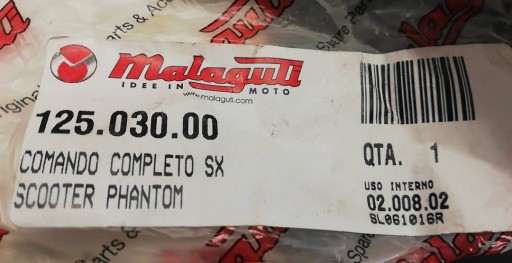 Malaguti
IDEE IN MOTO
www.malaguti.com
125.030.00
COMANDO COMPLETO SX
SCOOTER PHANTOM
QTA. 1
USO INTERNO
02.008.02
SL061016R